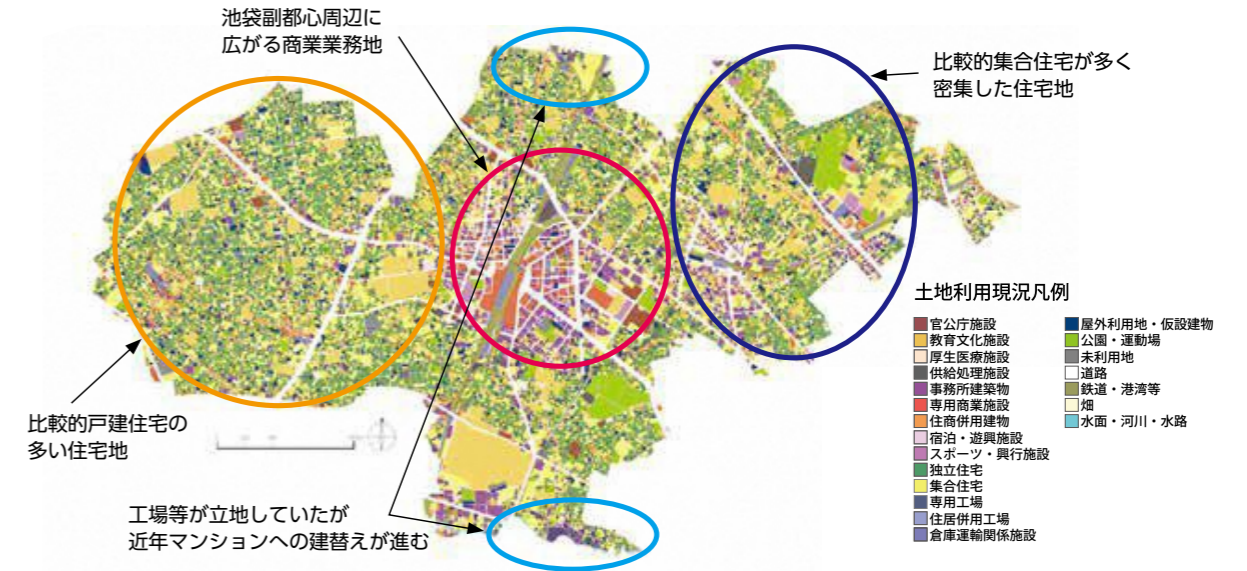 池袋副都心周辺に
広がる商業業務地
比較的集合住宅が多く
密集した住宅地
比較的戸建住宅の
多い住宅地
工場等が立地していたが
近年マンションへの建替えが進む
土地利用現況凡例
官公庁施設
教育文化施設
厚生医療施設
供給処理施設
事務所建築物
専用商業施設
住商併用建物
宿泊・遊興施設
スポーツ・興行施設
独立住宅
集合住宅
専用工場
住居併用工場
倉庫運輸関係施設
屋外利用地・仮設建物
公園・運動場
未利用地
道路
鉄道・港湾等
畑
水面・河川・水路